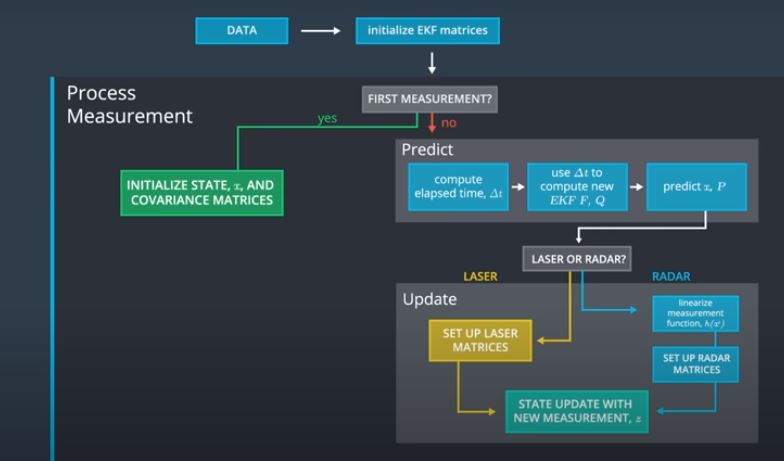 DATA
initialize EKF matrices
Process
Measurement
FIRST MEASUREMENT?
yes
no
Predict
compute
elapsed time, Δt
use Δt to
compute new
EKF F, Q
predict x, P
INITIALIZE STATE, x, AND
COVARIANCE MATRICES
LASER OR RADAR?
LASER
RADAR
Update
linearize
measurement
function, h(x')
SET UP LASER
MATRICES
SET UP RADAR
MATRICES
STATE UPDATE WITH
NEW MEASUREMENT, z